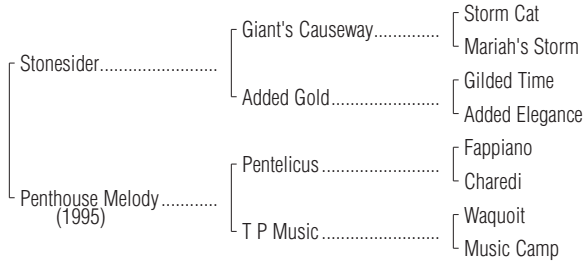 Storm Cat
Giant's Causeway
Mariah's Storm
Stonesider
Gilded Time
Added Gold
Added Elegance
Fappiano
Pentelicus
Charedi
Penthouse Melody
(1995)
Waquoit
T P Music
Music Camp